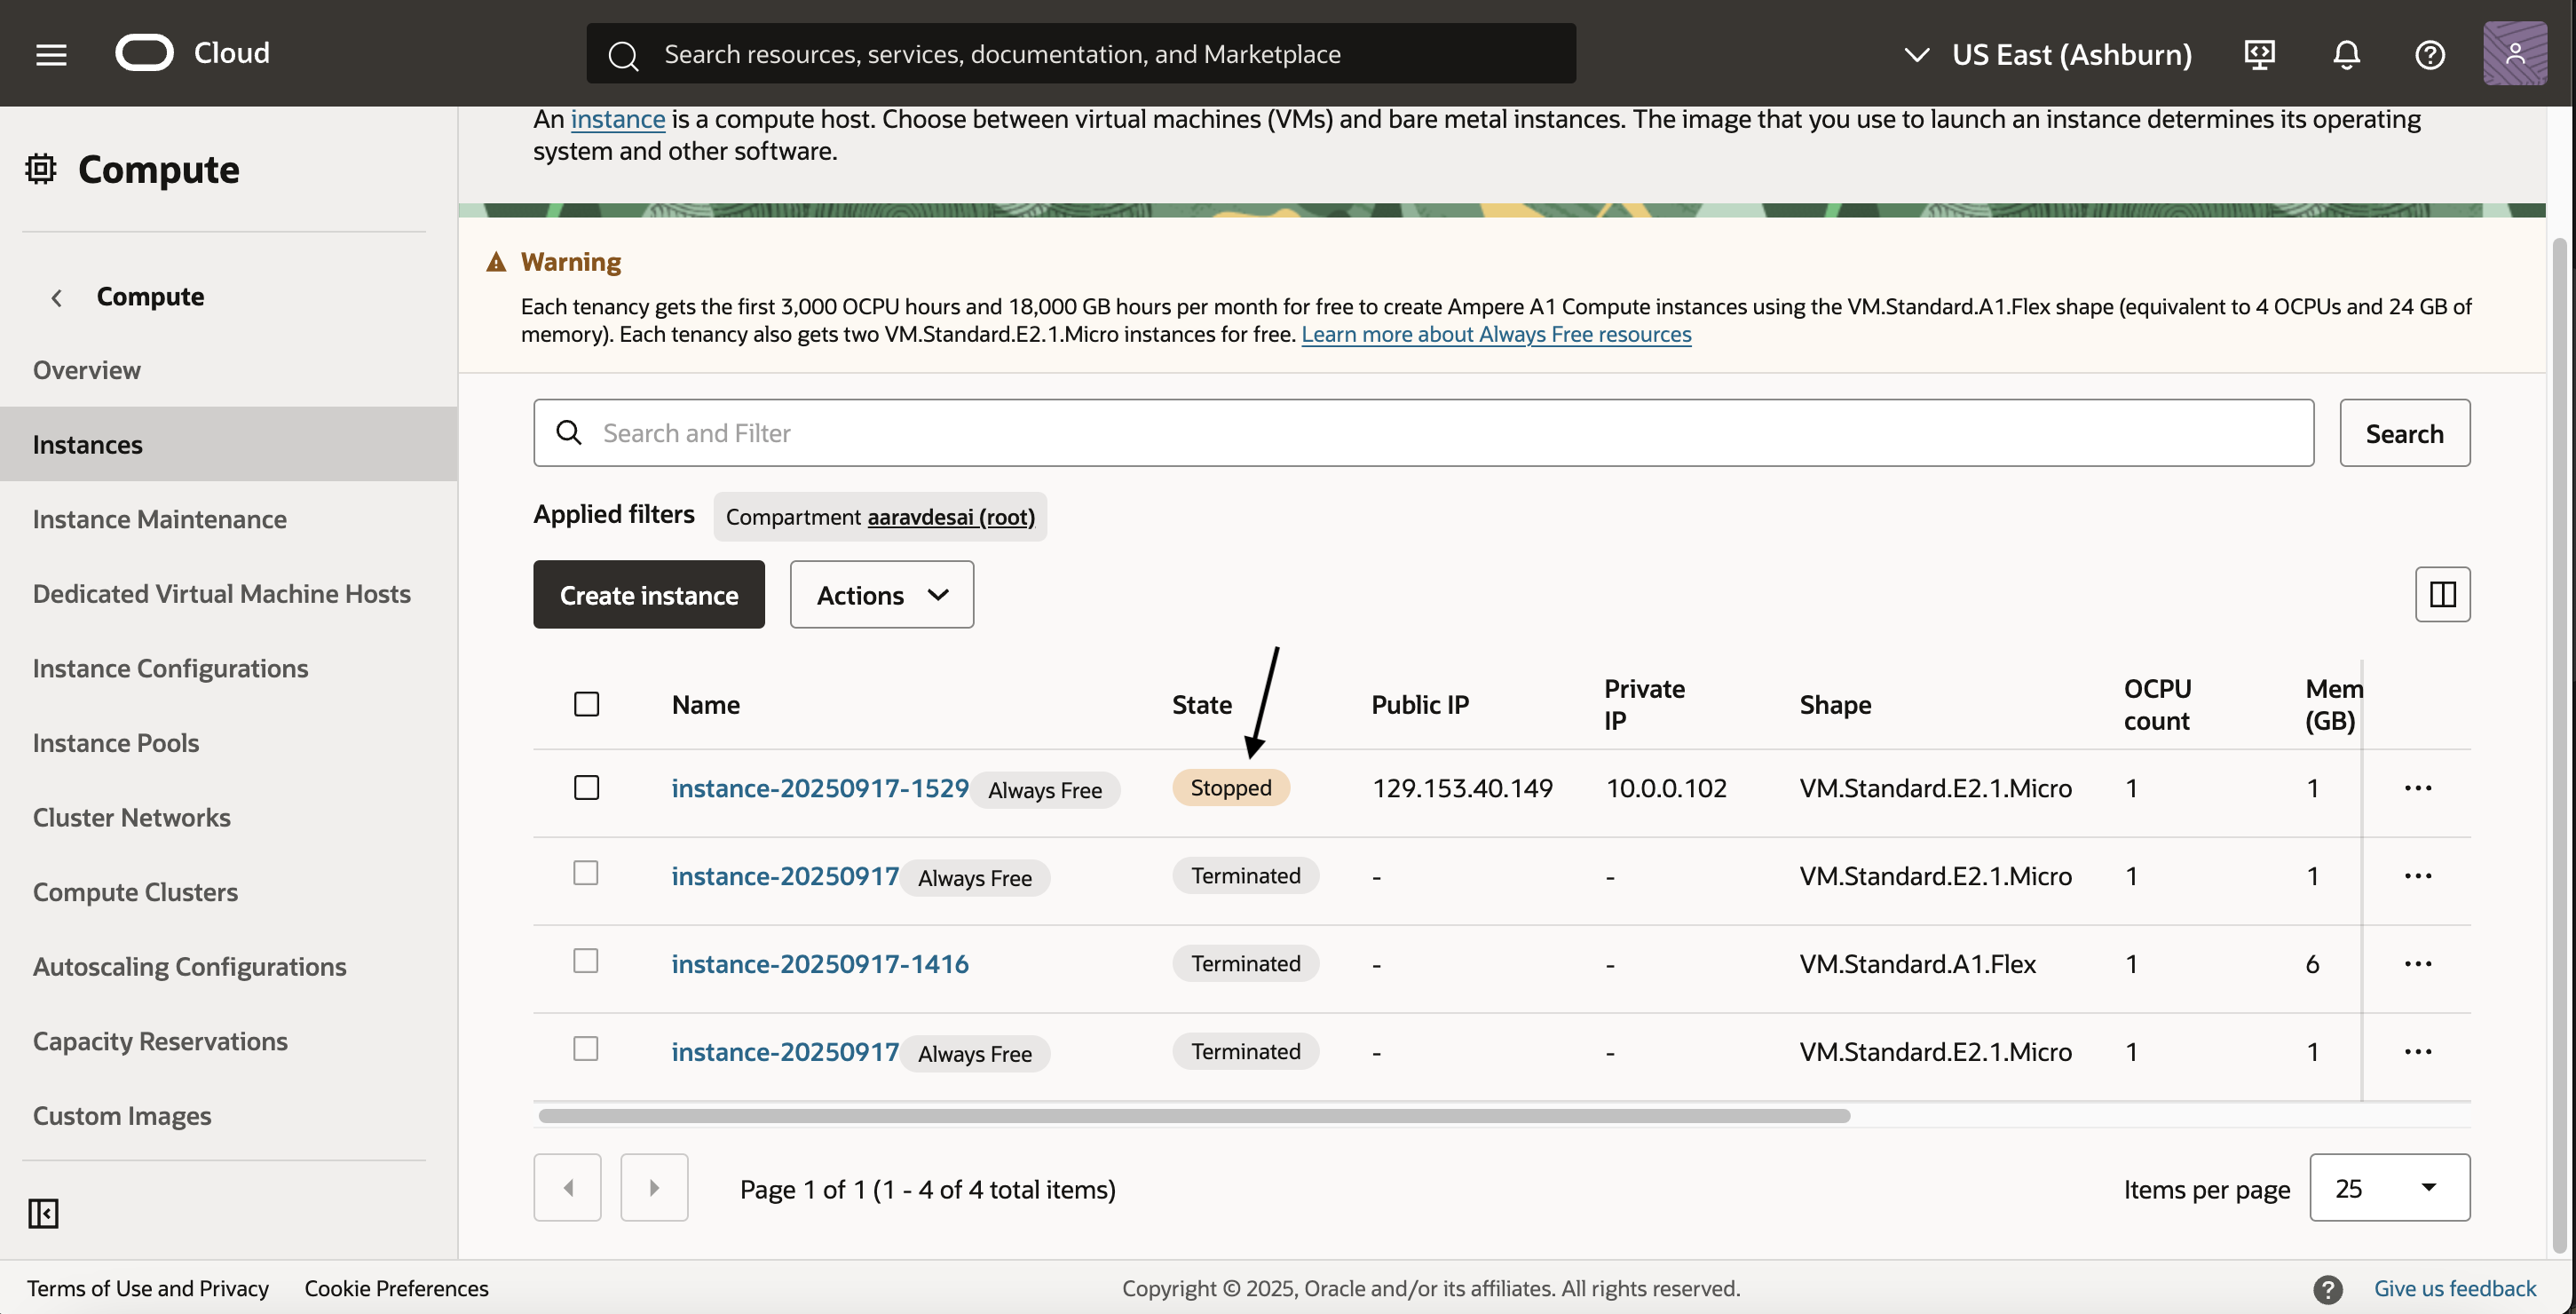 Cloud
Search resources, services, documentation, and Marketplace
US East (Ashburn)
Compute
Compute
Overview
Instances
Instance Maintenance
Dedicated Virtual Machine Hosts
Instance Configurations
Instance Pools
Cluster Networks
Compute Clusters
Autoscaling Configurations
Capacity Reservations
Custom Images
An instance is a compute host. Choose between virtual machines (VMs) and bare metal instances. The image that you use to launch an instance determines its operating
system and other software.
Warning
Each tenancy gets the first 3,000 OCPU hours and 18,000 GB hours per month for free to create Ampere A1 Compute instances using the VM.Standard.A1.Flex shape (equivalent to 4 OCPUs and 24 GB of
memory). Each tenancy also gets two VM.Standard.E2.1.Micro instances for free. Learn more about Always Free resources
Search and Filter
Search
Applied filters Compartment aaravdesai (root)
Create instance Actions
Name State Public IP Private IP Shape OCPU count Mem (GB)
instance-20250917-1529 Always Free Stopped 129.153.40.149 10.0.0.102 VM.Standard.E2.1.Micro 1 1 ...
instance-20250917 Always Free Terminated - - VM.Standard.E2.1.Micro 1 1 ...
instance-20250917-1416 Terminated - - VM.Standard.A1.Flex 1 6 ...
instance-20250917 Always Free Terminated - - VM.Standard.E2.1.Micro 1 1 ...
Page 1 of 1 (1 - 4 of 4 total items)
Items per page 25
Terms of Use and Privacy Cookie Preferences
Copyright © 2025, Oracle and/or its affiliates. All rights reserved.
? Give us feedback